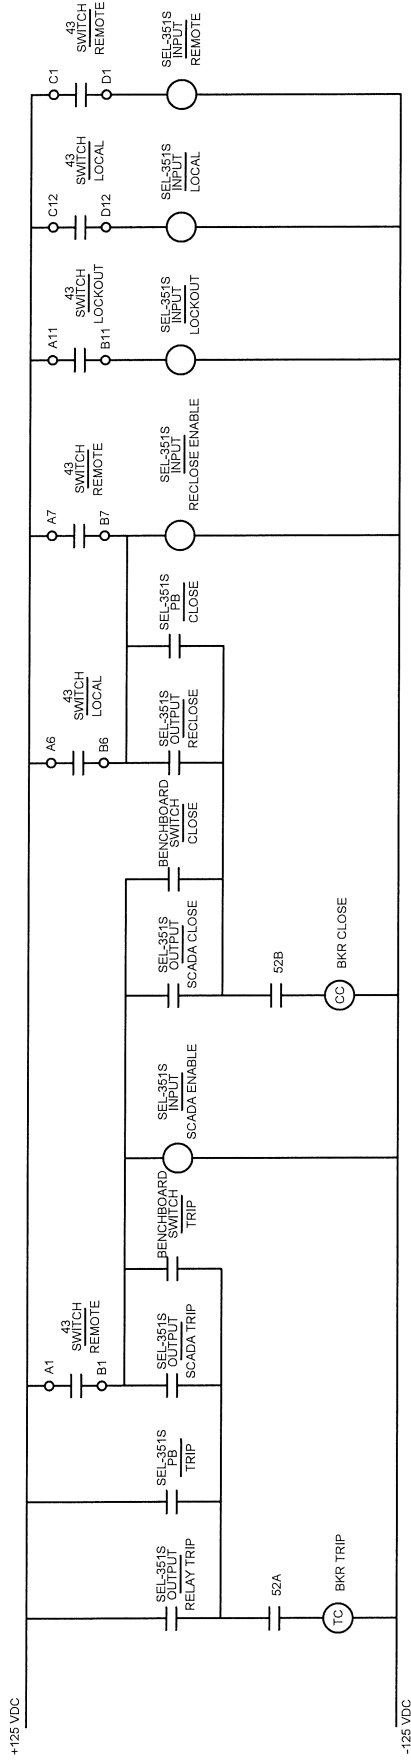 +125 VDC
-125 VDC
SEL-351S
OUTPUT
RELAY TRIP
52A
TC
BKR TRIP
SEL-351S
PB
TRIP
43
SWITCH
REMOTE
A1
B1
SEL-351S
OUTPUT
SCADA TRIP
BENCHBOARD
SWITCH
TRIP
SEL-351S
INPUT
SCADA ENABLE
SEL-351S
OUTPUT
SCADA CLOSE
52B
CC
BKR CLOSE
BENCHBOARD
SWITCH
CLOSE
43
SWITCH
LOCAL
A6
B6
SEL-351S
OUTPUT
RECLOSE
SEL-351S
PB
CLOSE
43
SWITCH
REMOTE
A7
B7
SEL-351S
INPUT
RECLOSE ENABLE
43
SWITCH
LOCKOUT
A11
B11
SEL-351S
INPUT
LOCKOUT
43
SWITCH
LOCAL
C12
D12
SEL-351S
INPUT
LOCAL
43
SWITCH
REMOTE
C1
D1
SEL-351S
INPUT
REMOTE